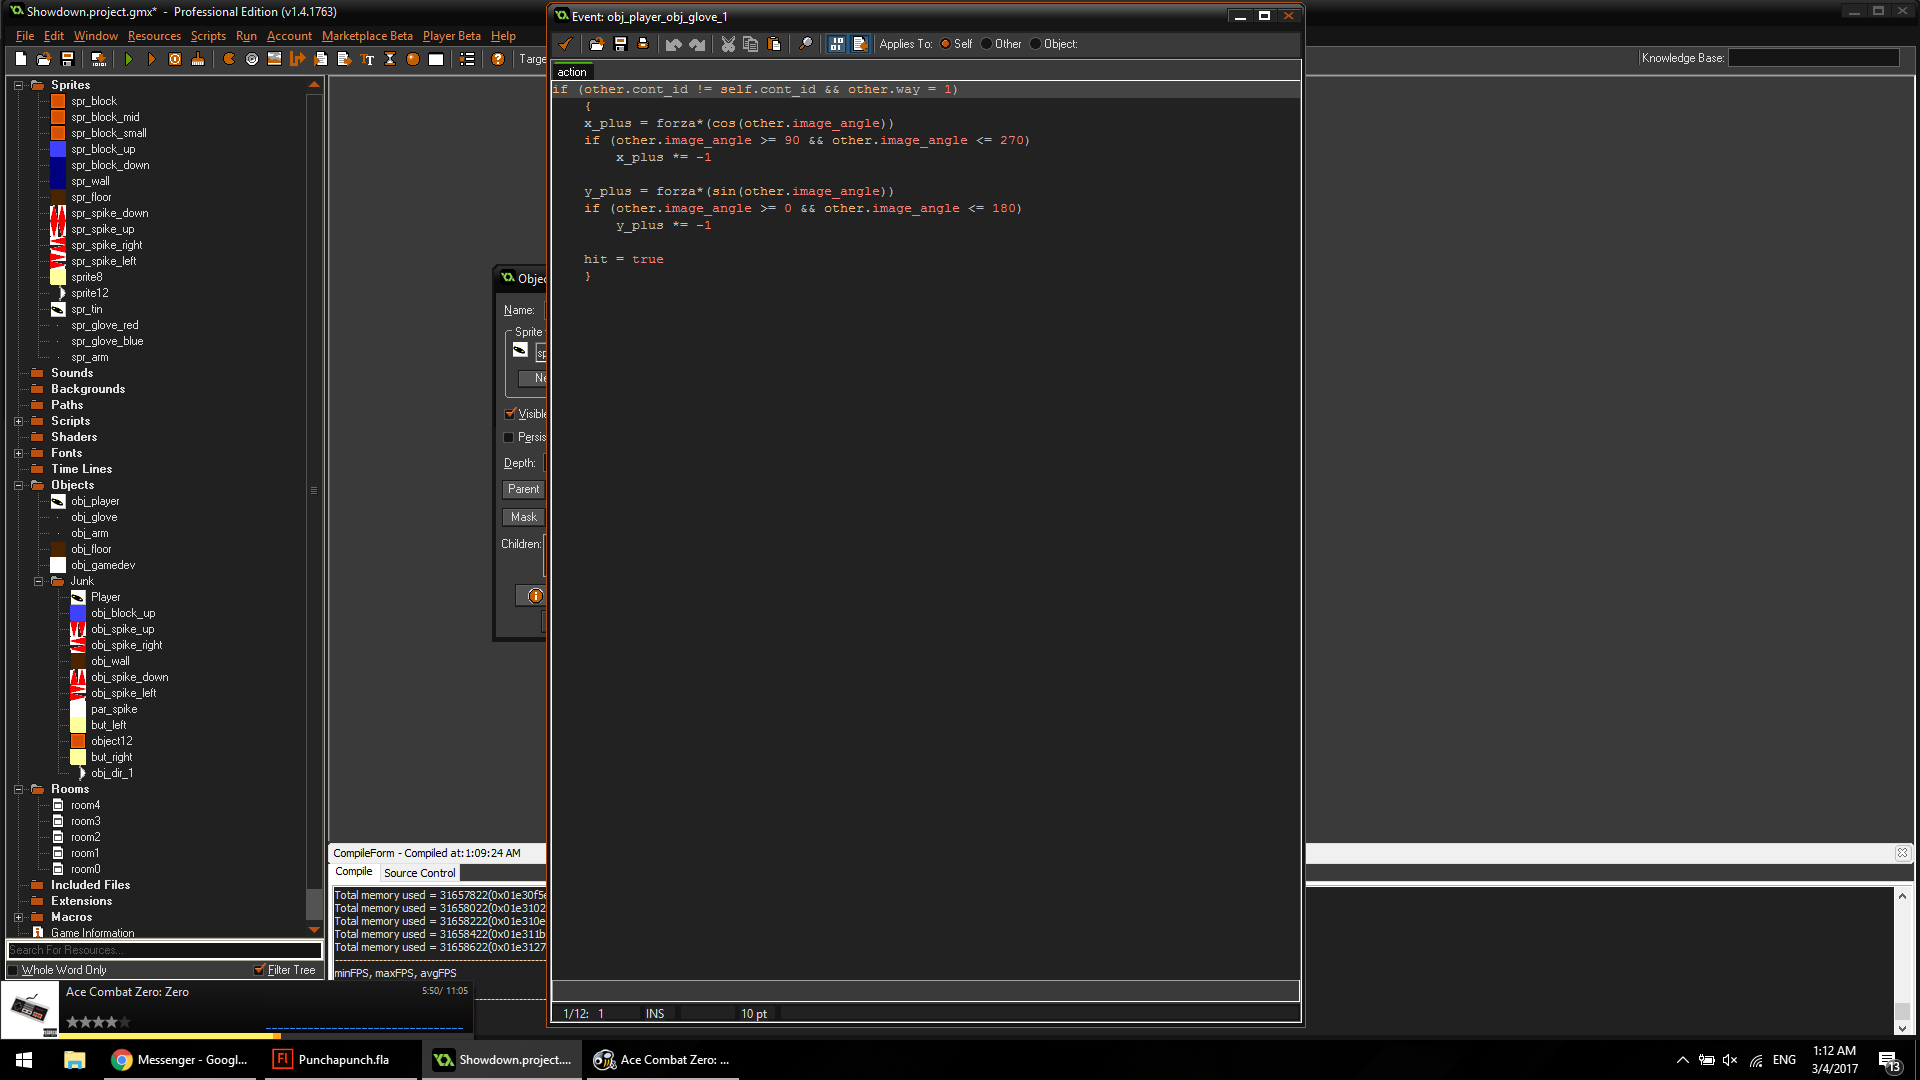 Showdown.project.gmx* - Professional Edition (v1.4.1763)
File Edit Window Resources Scripts Run Account Marketplace Beta Player Beta Help
Knowledge Base:
Sprites
spr_block
spr_block_mid
spr_block_small
spr_block_up
spr_block_down
spr_wall
spr_floor
spr_spike_down
spr_spike_up
spr_spike_right
spr_spike_left
sprite8
sprite12
spr_tin
spr_glove_red
spr_glove_blue
spr_arm
Sounds
Backgrounds
Paths
Scripts
Shaders
Fonts
Time Lines
Objects
obj_player
obj_glove
obj_arm
obj_floor
obj_gamedev
Junk
Player
obj_block_up
obj_spike_up
obj_spike_right
obj_wall
obj_spike_down
obj_spike_left
par_spike
but_left
object12
but_right
obj_dir_1
Rooms
room4
room3
room2
room1
room0
Included Files
Extensions
Macros
Game Information
Search For Resources...
Whole Word Only Filter Tree
Name:
Sprite
Depth:
Parent
Mask
Children:
Event: obj_player_obj_glove_1
Applies To: Self Other Object:
action
if (other.cont_id != self.cont_id && other.way = 1)
{
x_plus = forza*(cos(other.image_angle))
if (other.image_angle >= 90 && other.image_angle <= 270)
x_plus *= -1
y_plus = forza*(sin(other.image_angle))
if (other.image_angle >= 0 && other.image_angle <= 180)
y_plus *= -1
hit = true
}
1/12: 1 INS 10 pt
CompileForm - Compiled at:1:09:24 AM
Compile Source Control
Total memory used = 31657822(0x01e30f5e
Total memory used = 31658022(0x01e3102
Total memory used = 31658222(0x01e310e
Total memory used = 31658422(0x01e311b
Total memory used = 31658622(0x01e3127
minFPS, maxFPS, avgFPS
Ace Combat Zero: Zero 5:50/ 11:05
Messenger - Googl...
Punchapunch.fla
Showdown.project....
Ace Combat Zero: ...
ENG
1:12 AM
3/4/2017
13